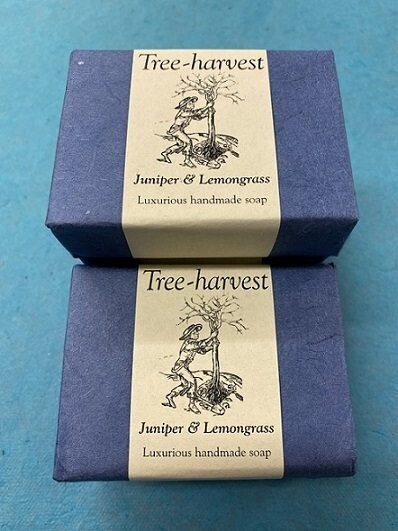 Tree-harvest
Juniper & Lemongrass
Luxurious handmade soap
Tree-harvest
Juniper & Lemongrass
Luxurious handmade soap